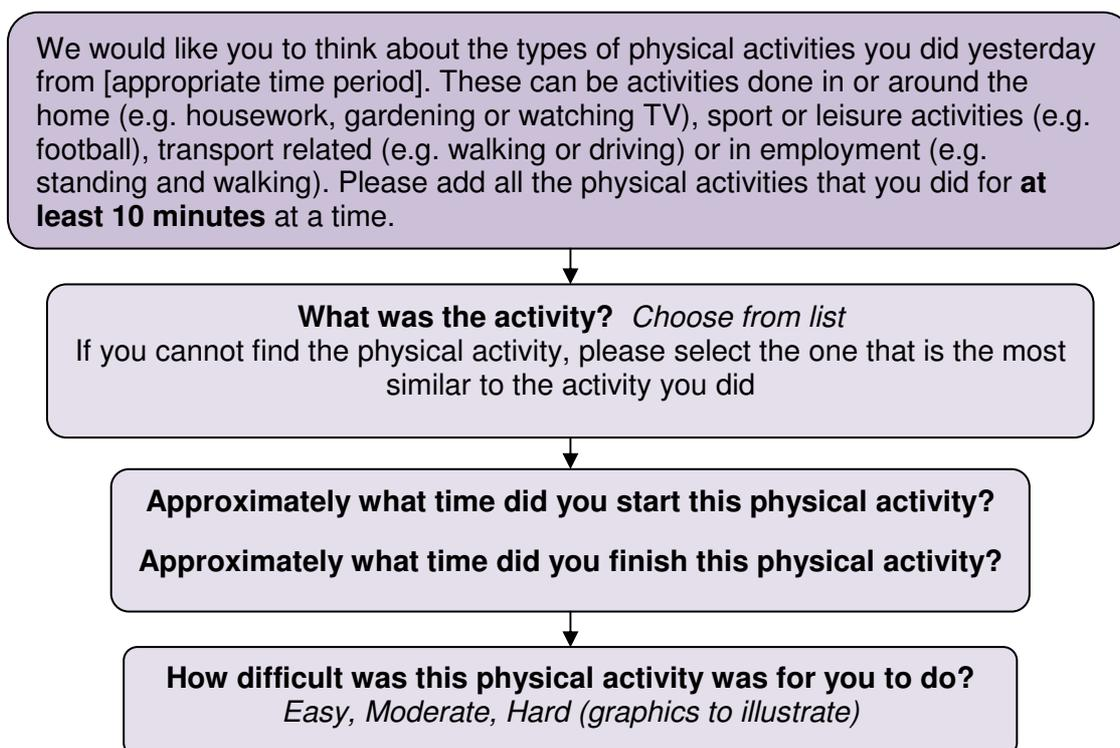 We would like you to think about the types of physical activities you did yesterday
from [appropriate time period]. These can be activities done in or around the
home (e.g. housework, gardening or watching TV), sport or leisure activities (e.g.
football), transport related (e.g. walking or driving) or in employment (e.g.
standing and walking). Please add all the physical activities that you did for at
least 10 minutes at a time.
What was the activity? Choose from list
If you cannot find the physical activity, please select the one that is the most
similar to the activity you did
Approximately what time did you start this physical activity?
Approximately what time did you finish this physical activity?
How difficult was this physical activity was for you to do?
Easy, Moderate, Hard (graphics to illustrate)